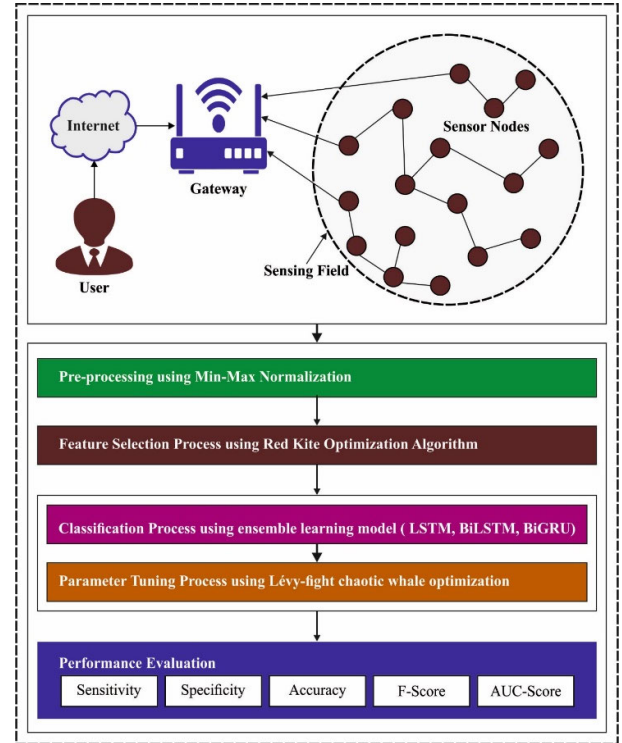 Internet
Sensor Nodes
Gateway
Sensing Field
User
Pre-processing using Min-Max Normalization
Feature Selection Process using Red Kite Optimization Algorithm
Classification Process using ensemble learning model ( LSTM, BiLSTM, BiGRU)
Parameter Tuning Process using Lévy-fight chaotic whale optimization
Performance Evaluation
Sensitivity
Specificity
Accuracy
F-Score
AUC-Score